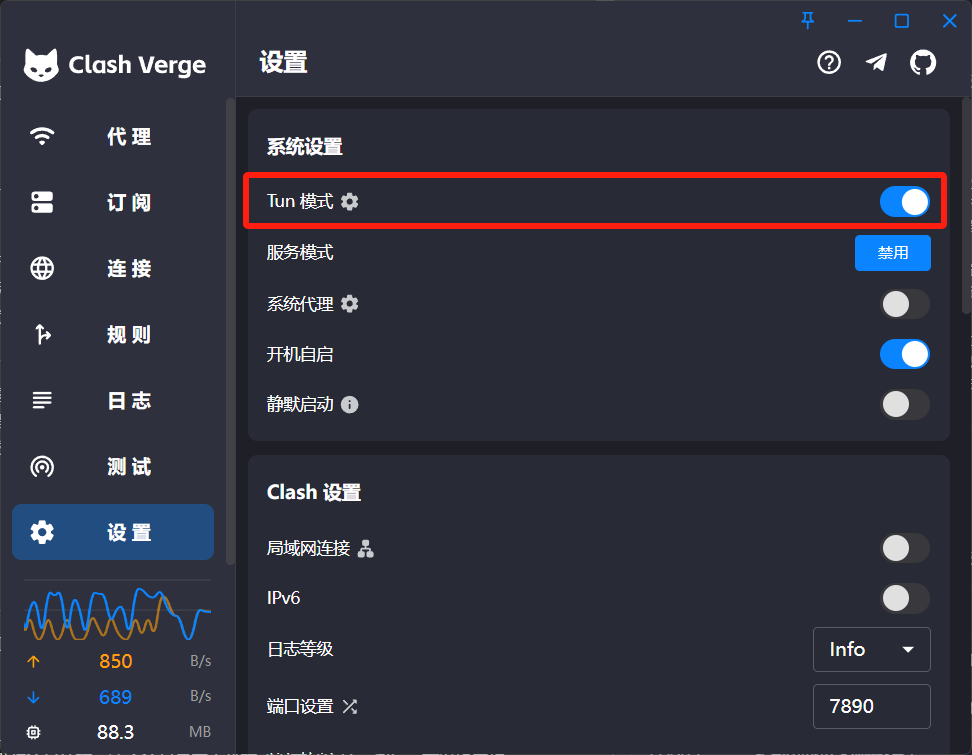 Clash Verge
设置
代理
订阅
连接
规则
日志
测试
设置
850 B/s
689 B/s
88.3 MB
系统设置
Tun 模式
服务模式 禁用
系统代理
开机自启
静默启动
Clash 设置
局域网连接
IPv6
日志等级 Info
端口设置 7890